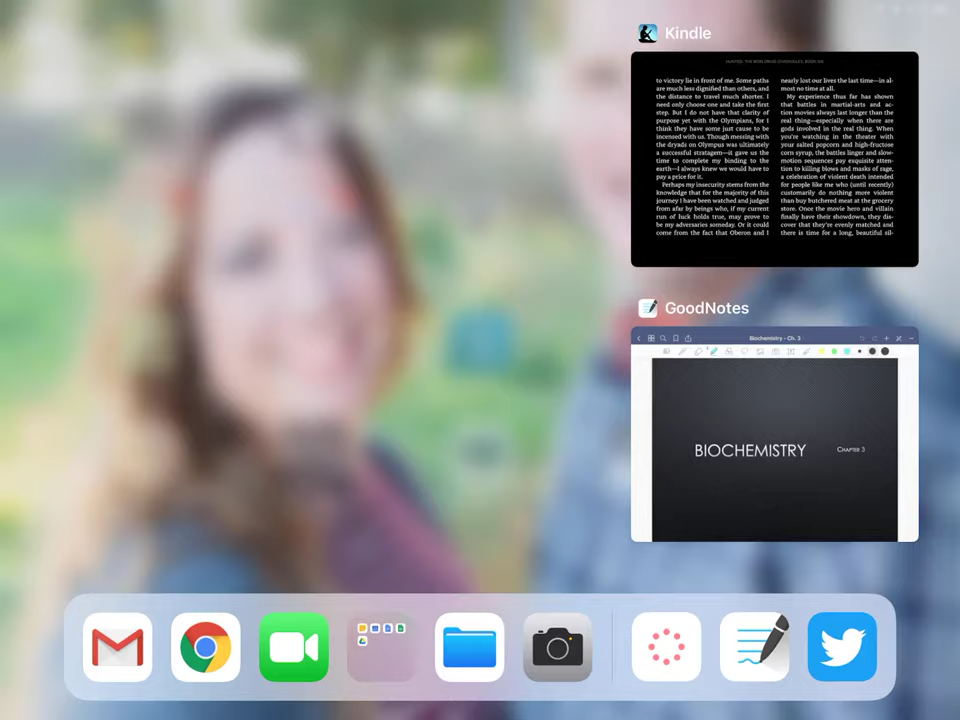 Kindle
HUNTED: THE IRON DRUID CHRONICLES, BOOK SIX
to victory lie in front of me. Some paths
are much less dignified than others, and
the distance to travel much shorter. I
need only choose one and take the first
step. But I do not have that clarity of
purpose yet with the Olympians, for I
think they have some just cause to be
incensed with us. Though messing with
the dryads on Olympus was ultimately
a successful stratagem—it gave us the
time to complete my binding to the
earth—I always knew we would have to
pay a price for it.
Perhaps my insecurity stems from the
knowledge that for the majority of this
journey I have been watched and judged
from afar by beings who, if my current
run of luck holds true, may prove to
be my adversaries someday. Or it could
come from the fact that Oberon and I
nearly lost our lives the last time—in al-
most no time at all.
My experience thus far has shown
that battles in martial-arts and ac-
tion movies always last longer than the
real thing—especially when there are
gods involved in the real thing. When
you're watching in the theater with
your salted popcorn and high-fructose
corn syrup, the battles linger and slow-
motion sequences pay exquisite atten-
tion to killing blows and masks of rage,
a celebration of violent death intended
for people like me who (until recently)
customarily do nothing more violent
than buy butchered meat at the grocery
store. Once the movie hero and villain
finally have their showdown, they dis-
cover that they're evenly matched and
there is time for a long, beautiful sil-
GoodNotes
Biochemistry - Ch. 3
BIOCHEMISTRY
CHAPTER 3